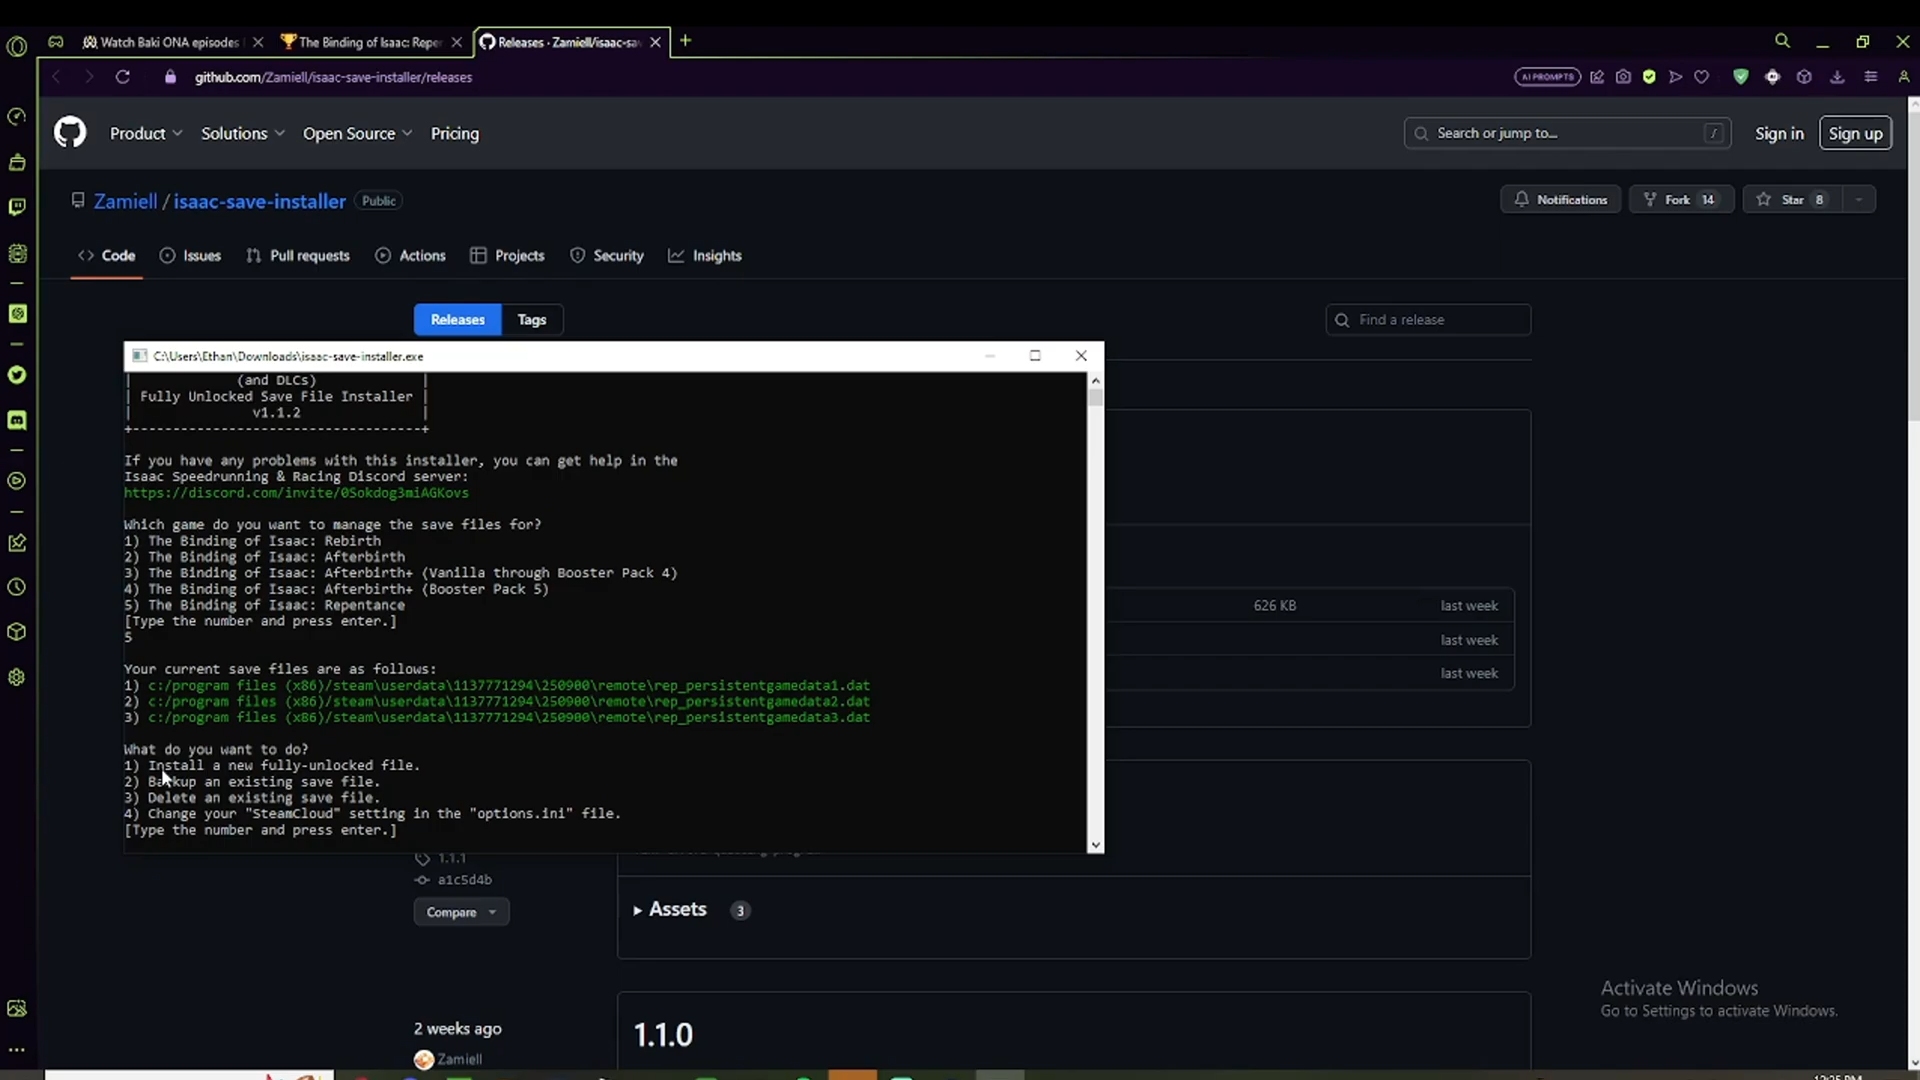 Watch Baki ONA episodes
The Binding of Isaac: Reper
Releases · Zamiell/isaac-sa
github.com/Zamiell/isaac-save-installer/releases
AI PROMPTS
Product
Solutions
Open Source
Pricing
Search or jump to...
/
Sign in
Sign up
Zamiell / isaac-save-installer
Public
Notifications
Fork 14
Star 8
Code
Issues
Pull requests
Actions
Projects
Security
Insights
Releases
Tags
Find a release
C:\Users\Ethan\Downloads\isaac-save-installer.exe
| (and DLCs) |
| Fully Unlocked Save File Installer |
| v1.1.2 |
+------------------------------------+
If you have any problems with this installer, you can get help in the
Isaac Speedrunning & Racing Discord server:
https://discord.com/invite/0Sokdog3miAGKovs
Which game do you want to manage the save files for?
1) The Binding of Isaac: Rebirth
2) The Binding of Isaac: Afterbirth
3) The Binding of Isaac: Afterbirth+ (Vanilla through Booster Pack 4)
4) The Binding of Isaac: Afterbirth+ (Booster Pack 5)
5) The Binding of Isaac: Repentance
[Type the number and press enter.]
5
Your current save files are as follows:
1) c:/program files (x86)/steam\userdata\1137771294\250900\remote\rep_persistentgamedata1.dat
2) c:/program files (x86)/steam\userdata\1137771294\250900\remote\rep_persistentgamedata2.dat
3) c:/program files (x86)/steam\userdata\1137771294\250900\remote\rep_persistentgamedata3.dat
What do you want to do?
1) Install a new fully-unlocked file.
2) Backup an existing save file.
3) Delete an existing save file.
4) Change your "SteamCloud" setting in the "options.ini" file.
[Type the number and press enter.]
626 KB
last week
last week
last week
1.1.1
a1c5d4b
Compare
Assets 3
2 weeks ago
Zamiell
1.1.0
Activate Windows
Go to Settings to activate Windows.